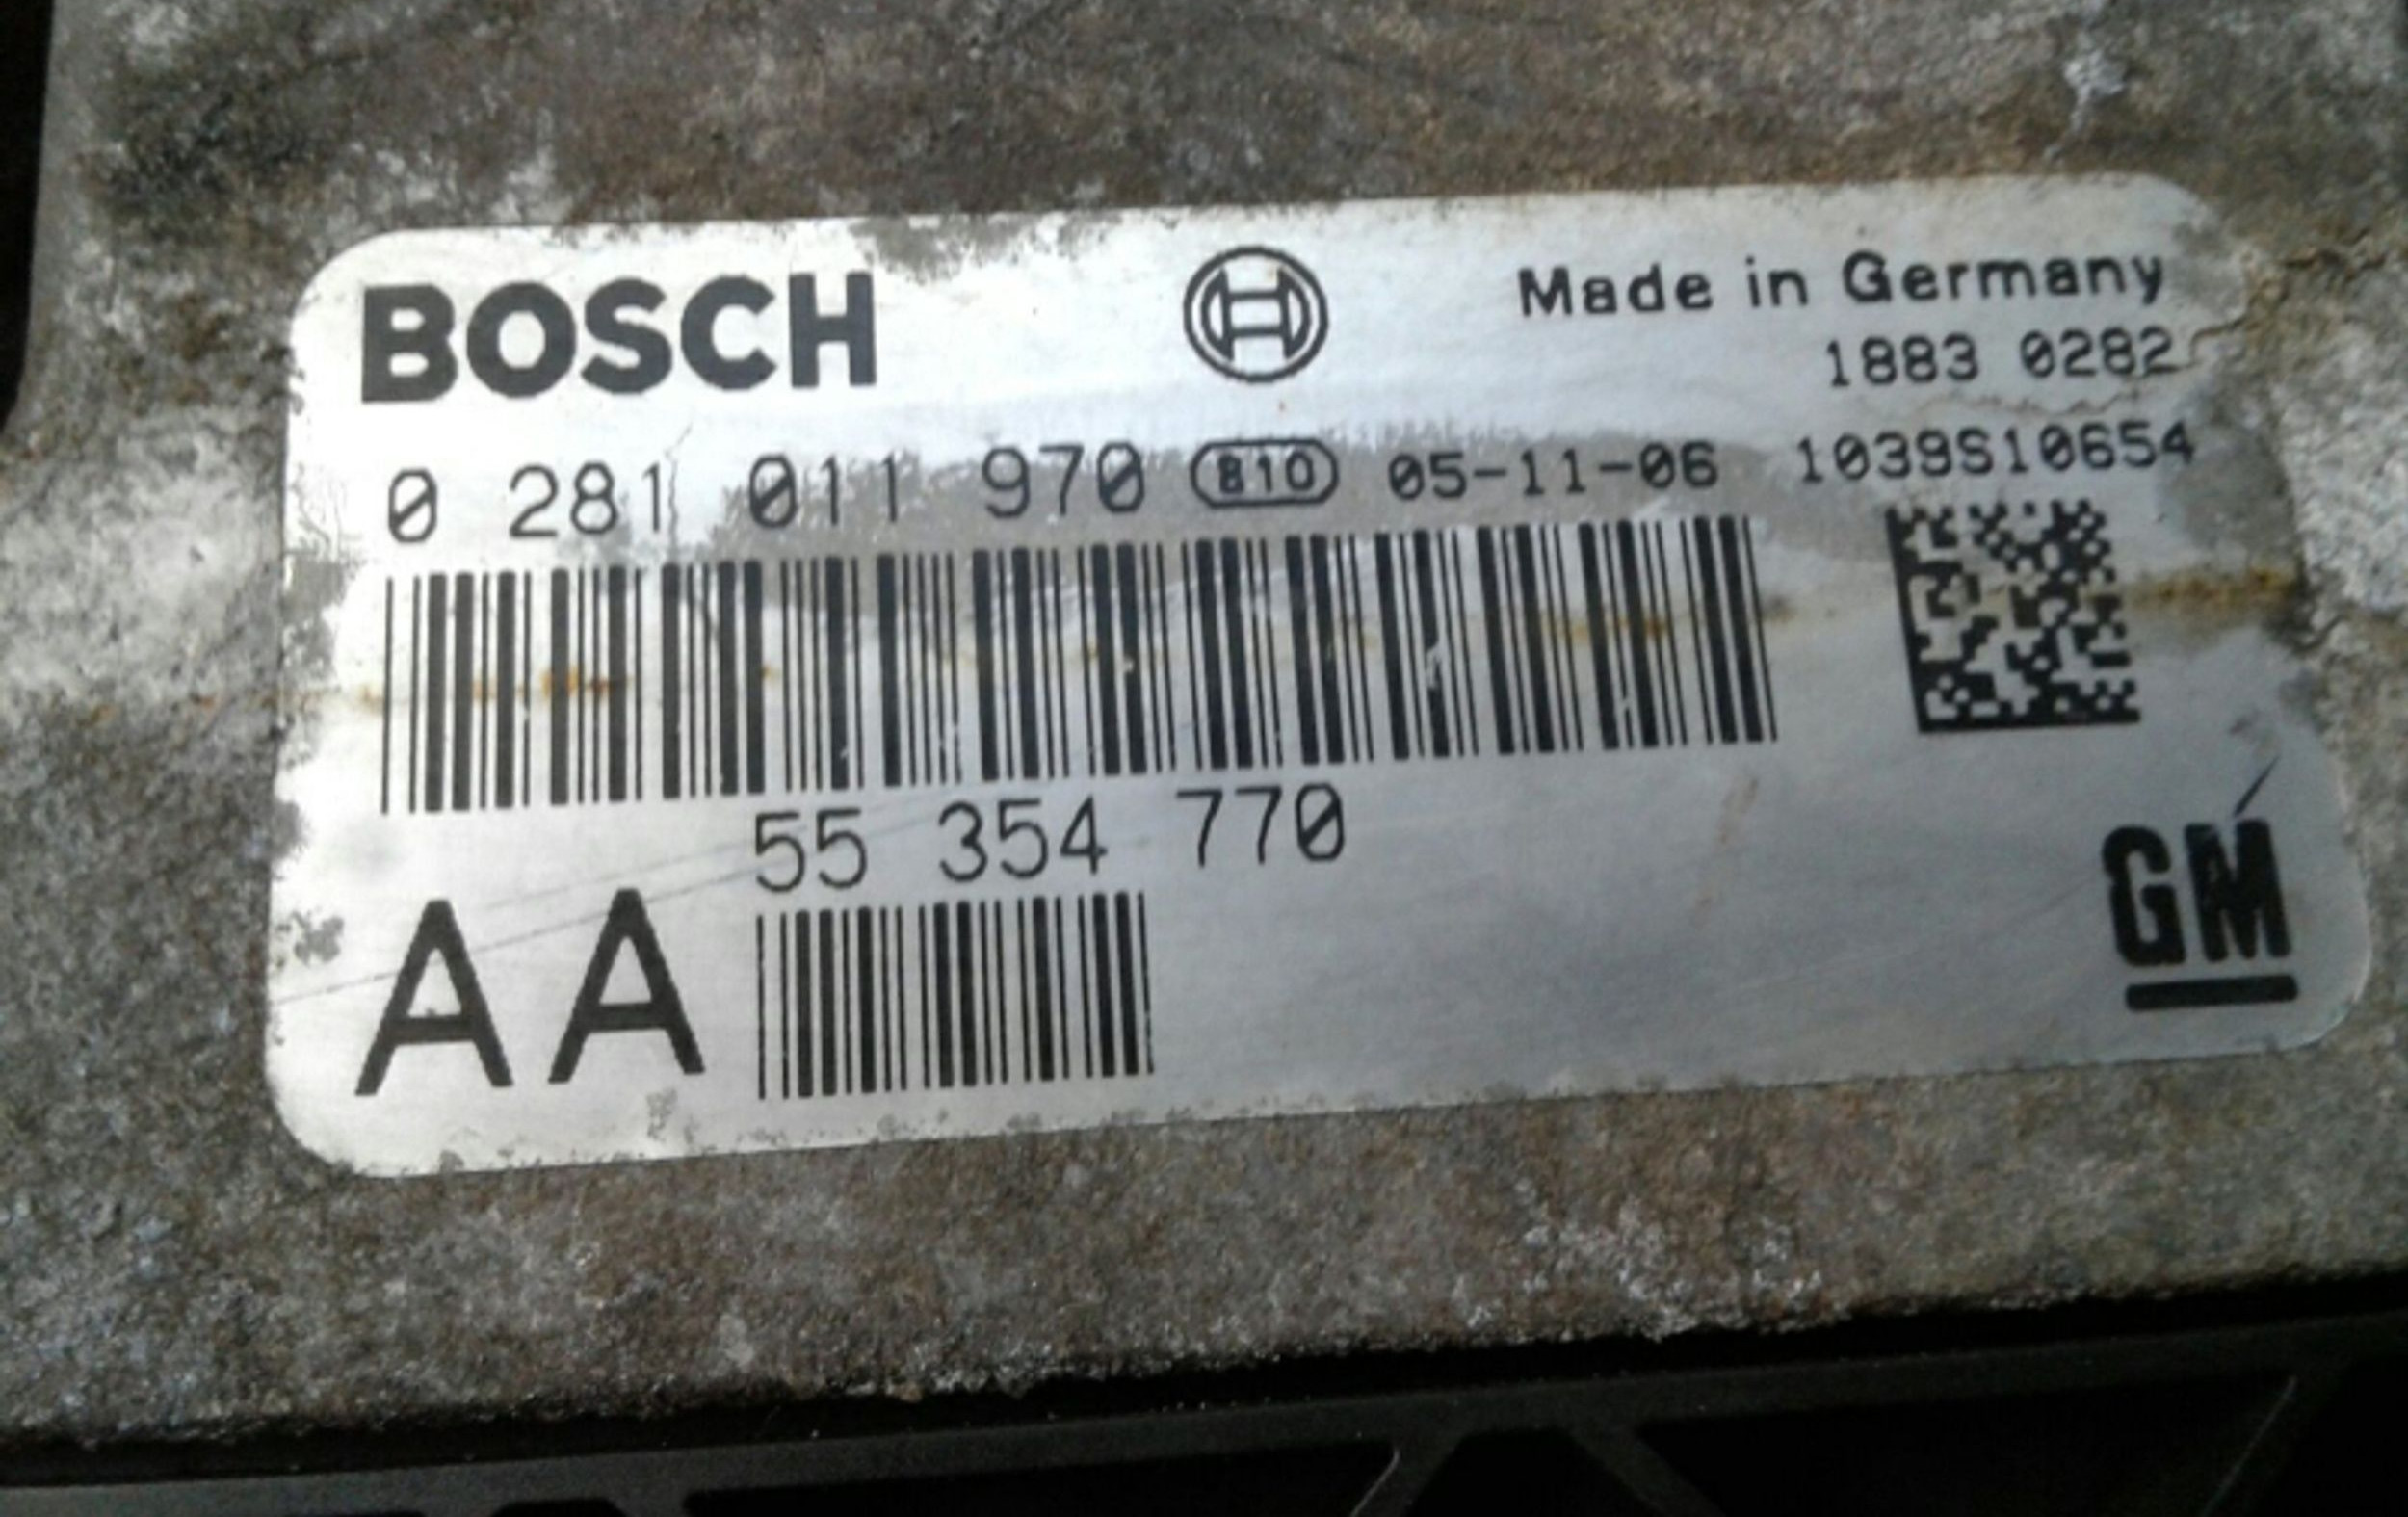 BOSCH
Made in Germany
1883 0282
0 281 011 970 B10 05-11-06 1039S10654
55 354 770
AA
GM